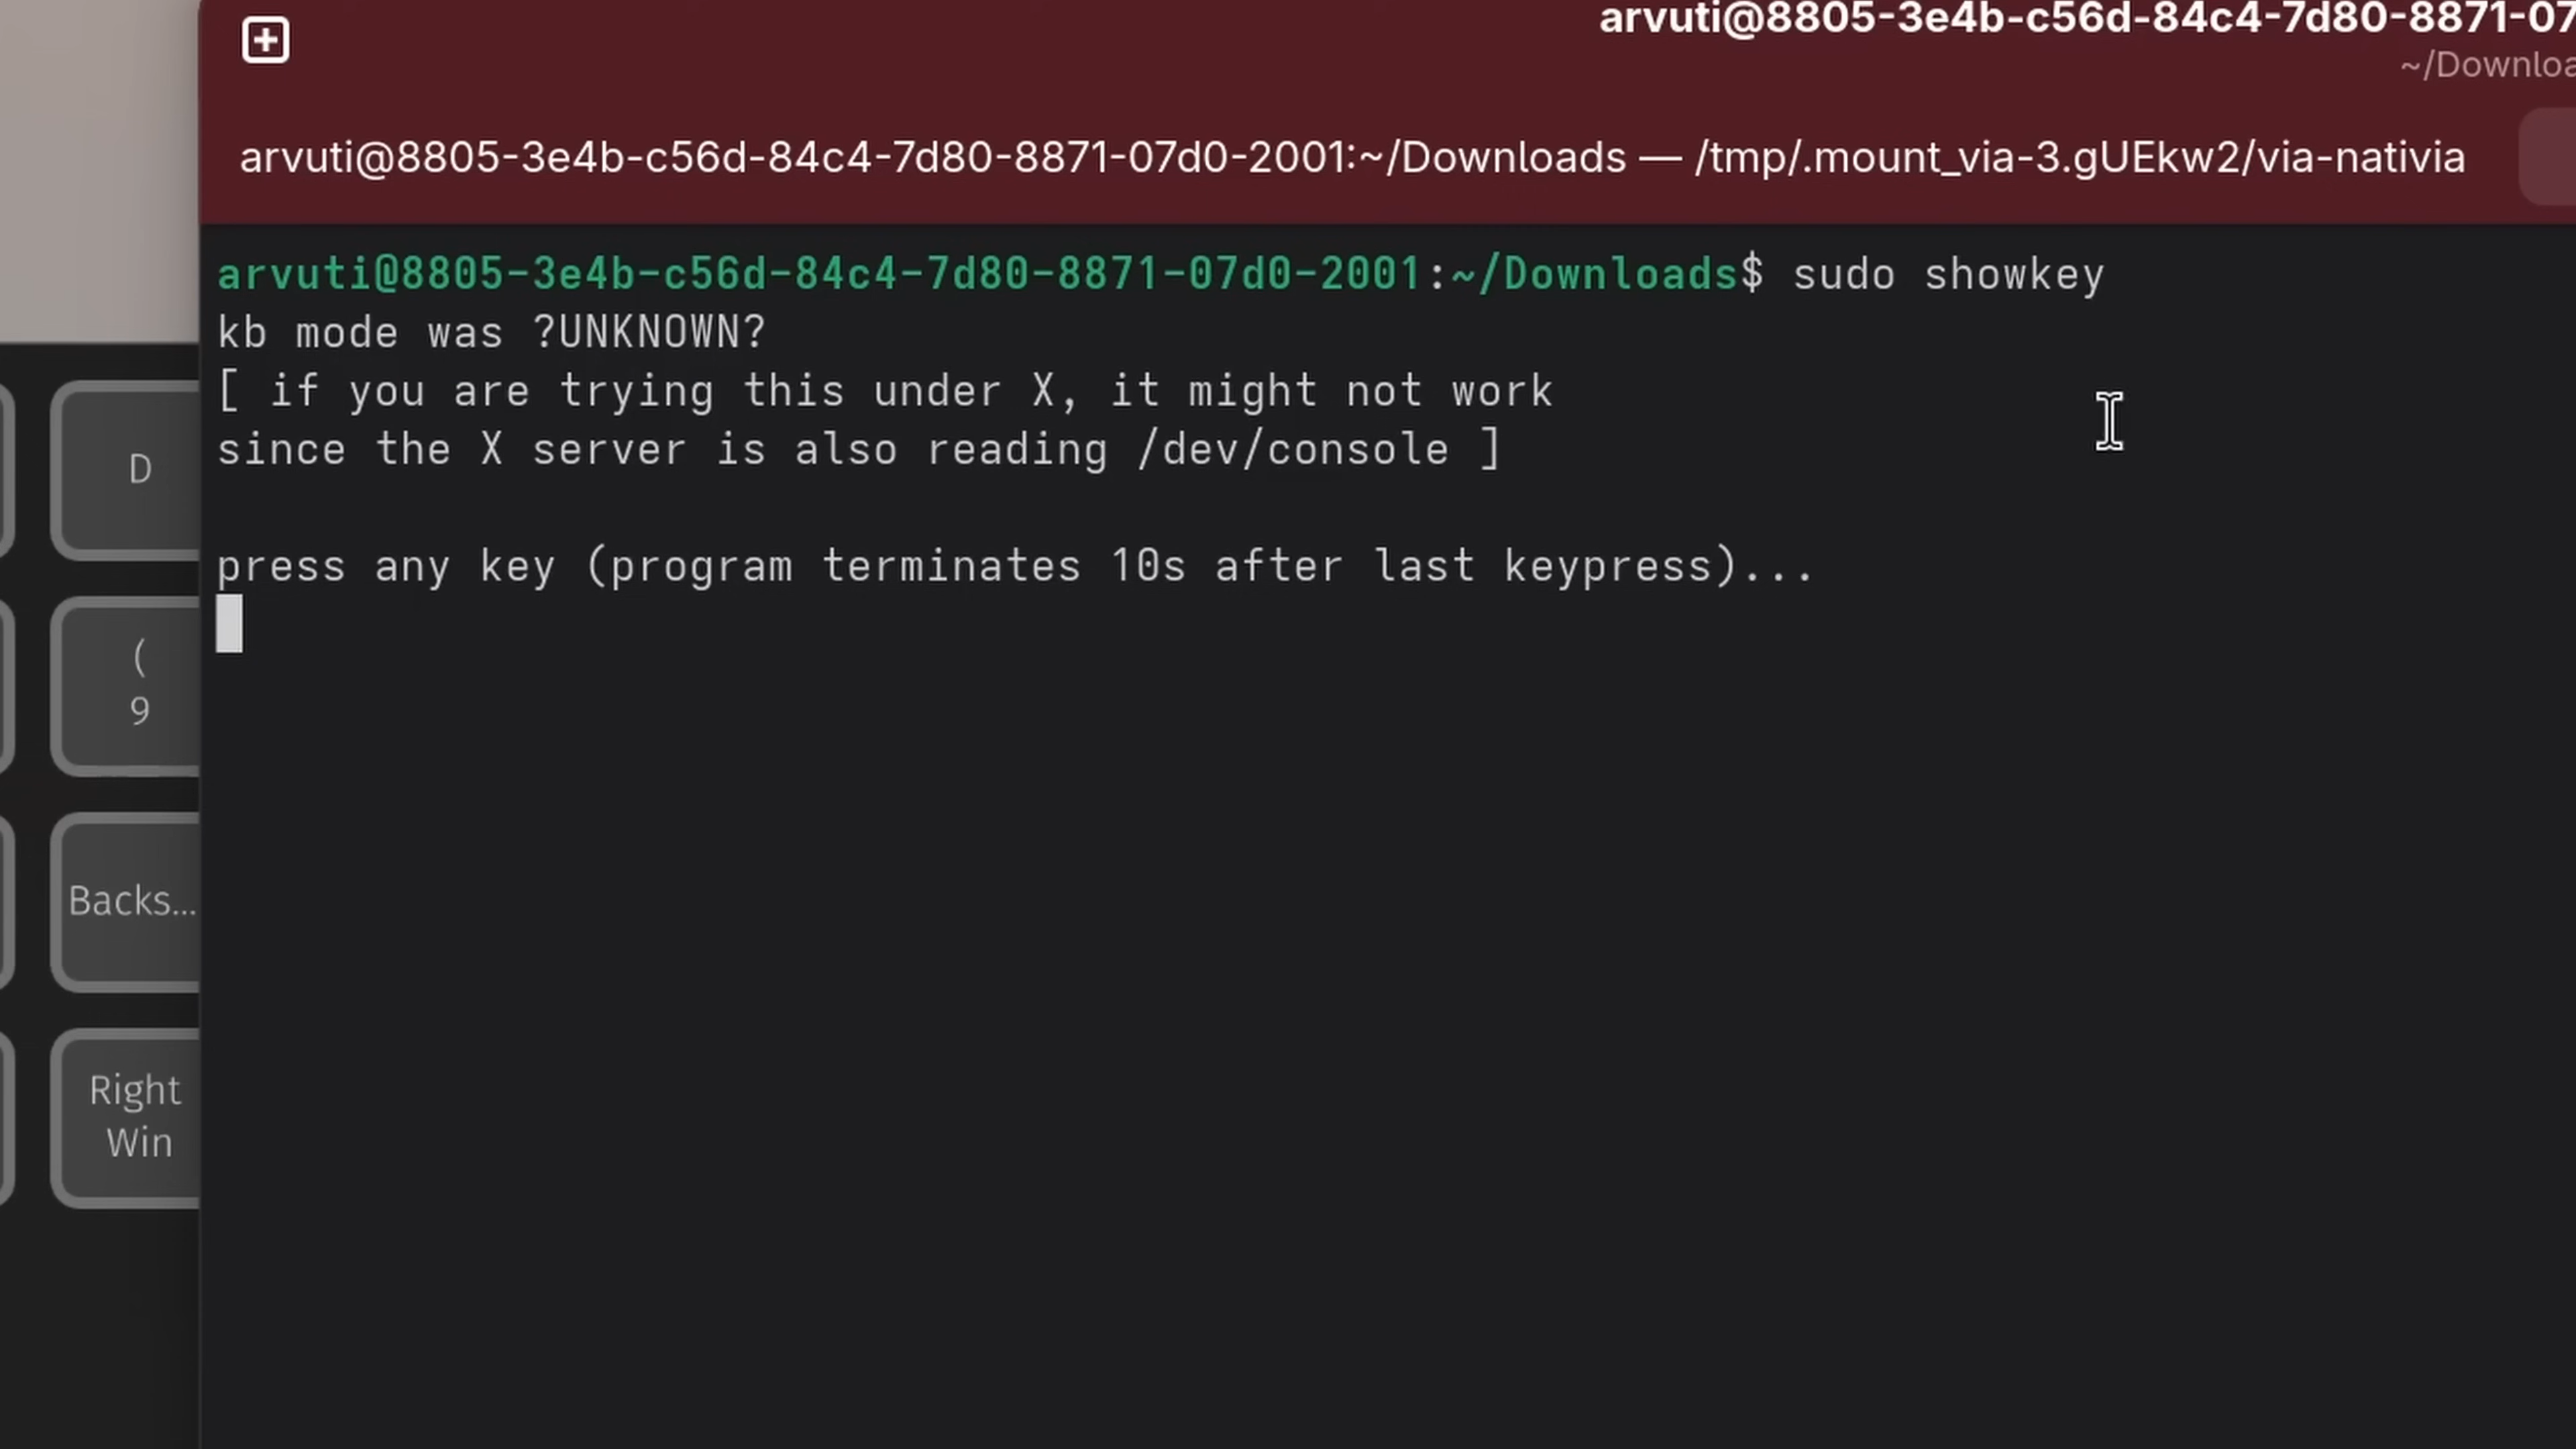 arvuti@8805-3e4b-c56d-84c4-7d80-8871-07
~/Downloa
arvuti@8805-3e4b-c56d-84c4-7d80-8871-07d0-2001:~/Downloads — /tmp/.mount_via-3.gUEkw2/via-nativia
arvuti@8805-3e4b-c56d-84c4-7d80-8871-07d0-2001:~/Downloads$ sudo showkey
kb mode was ?UNKNOWN?
[ if you are trying this under X, it might not work
since the X server is also reading /dev/console ]
press any key (program terminates 10s after last keypress)...
D
(
9
Backs...
Right
Win